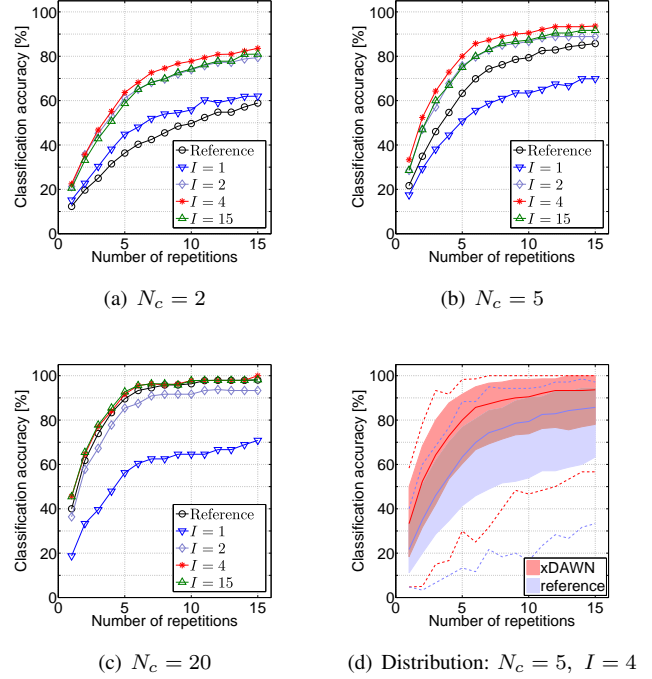 Classification accuracy [%]
100
80
60
40
20
0
0
5
10
15
Number of repetitions
Reference
I = 1
I = 2
I = 4
I = 15
(a) N_c = 2
Classification accuracy [%]
100
80
60
40
20
0
0
5
10
15
Number of repetitions
Reference
I = 1
I = 2
I = 4
I = 15
(b) N_c = 5
Classification accuracy [%]
100
80
60
40
20
0
0
5
10
15
Number of repetitions
Reference
I = 1
I = 2
I = 4
I = 15
(c) N_c = 20
Classification accuracy [%]
100
80
60
40
20
0
0
5
10
15
Number of repetitions
xDAWN
reference
(d) Distribution: N_c = 5, I = 4